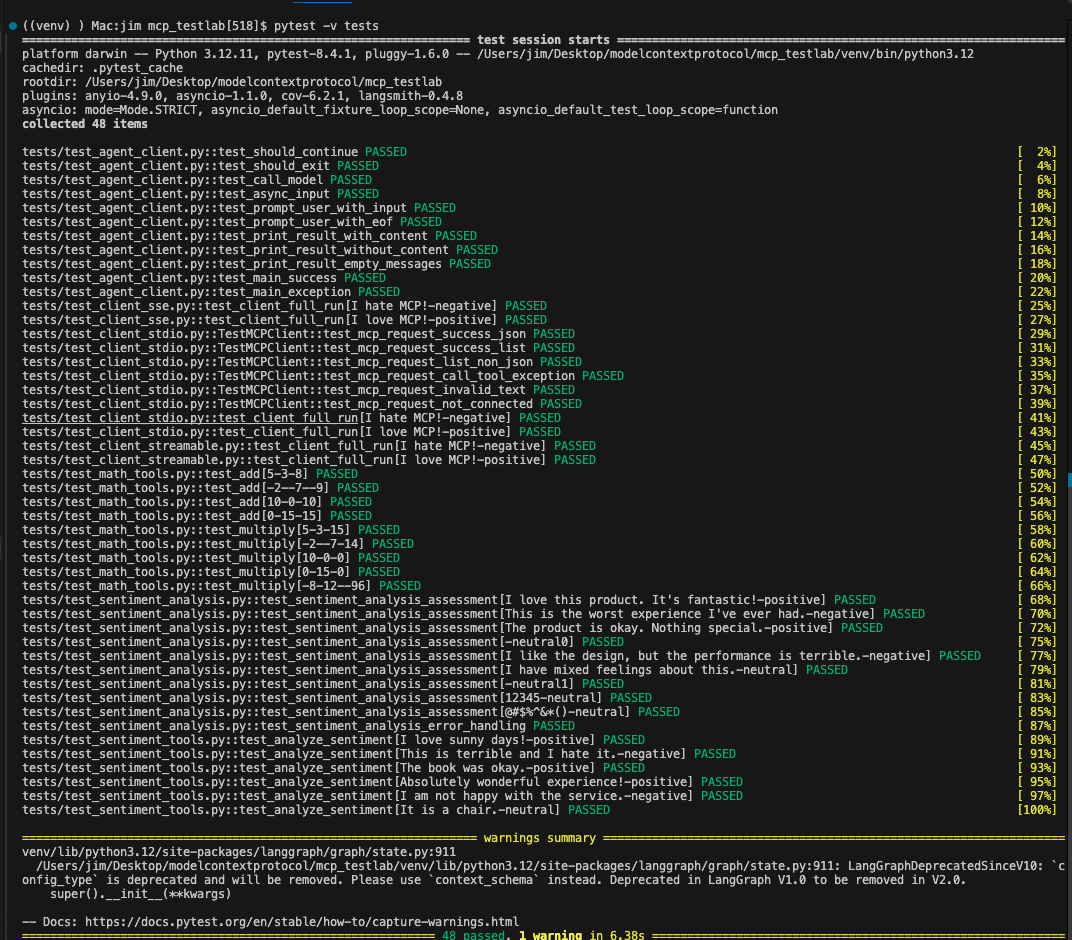 ((venv) ) Mac:jim mcp_testlab[518]$ pytest -v tests
test session starts
platform darwin -- Python 3.12.11, pytest-8.4.1, pluggy-1.6.0 -- /Users/jim/Desktop/modelcontextprotocol/mcp_testlab/venv/bin/python3.12
cachedir: .pytest_cache
rootdir: /Users/jim/Desktop/modelcontextprotocol/mcp_testlab
plugins: anyio-4.9.0, asyncio-1.1.0, cov-6.2.1, langsmith-0.4.8
asyncio: mode=Mode.STRICT, asyncio_default_fixture_loop_scope=None, asyncio_default_test_loop_scope=function
collected 48 items
tests/test_agent_client.py::test_should_continue PASSED [  2%]
tests/test_agent_client.py::test_should_exit PASSED [  4%]
tests/test_agent_client.py::test_call_model PASSED [  6%]
tests/test_agent_client.py::test_async_input PASSED [  8%]
tests/test_agent_client.py::test_prompt_user_with_input PASSED [ 10%]
tests/test_agent_client.py::test_prompt_user_with_eof PASSED [ 12%]
tests/test_agent_client.py::test_print_result_with_content PASSED [ 14%]
tests/test_agent_client.py::test_print_result_without_content PASSED [ 16%]
tests/test_agent_client.py::test_print_result_empty_messages PASSED [ 18%]
tests/test_agent_client.py::test_main_success PASSED [ 20%]
tests/test_agent_client.py::test_main_exception PASSED [ 22%]
tests/test_client_sse.py::test_client_full_run[I hate MCP!-negative] PASSED [ 25%]
tests/test_client_sse.py::test_client_full_run[I love MCP!-positive] PASSED [ 27%]
tests/test_client_stdio.py::TestMCPClient::test_mcp_request_success_json PASSED [ 29%]
tests/test_client_stdio.py::TestMCPClient::test_mcp_request_success_list PASSED [ 31%]
tests/test_client_stdio.py::TestMCPClient::test_mcp_request_list_non_json PASSED [ 33%]
tests/test_client_stdio.py::TestMCPClient::test_mcp_request_call_tool_exception PASSED [ 35%]
tests/test_client_stdio.py::TestMCPClient::test_mcp_request_invalid_text PASSED [ 37%]
tests/test_client_stdio.py::TestMCPClient::test_mcp_request_not_connected PASSED [ 39%]
tests/test_client_stdio.py::test_client_full_run[I hate MCP!-negative] PASSED [ 41%]
tests/test_client_stdio.py::test_client_full_run[I love MCP!-positive] PASSED [ 43%]
tests/test_client_streamable.py::test_client_full_run[I hate MCP!-negative] PASSED [ 45%]
tests/test_client_streamable.py::test_client_full_run[I love MCP!-positive] PASSED [ 47%]
tests/test_math_tools.py::test_add[5-3-8] PASSED [ 50%]
tests/test_math_tools.py::test_add[-2--7--9] PASSED [ 52%]
tests/test_math_tools.py::test_add[10-0-10] PASSED [ 54%]
tests/test_math_tools.py::test_add[0-15-15] PASSED [ 56%]
tests/test_math_tools.py::test_multiply[5-3-15] PASSED [ 58%]
tests/test_math_tools.py::test_multiply[-2--7-14] PASSED [ 60%]
tests/test_math_tools.py::test_multiply[10-0-0] PASSED [ 62%]
tests/test_math_tools.py::test_multiply[0-15-0] PASSED [ 64%]
tests/test_math_tools.py::test_multiply[-8-12--96] PASSED [ 66%]
tests/test_sentiment_analysis.py::test_sentiment_analysis_assessment[I love this product. It's fantastic!-positive] PASSED [ 68%]
tests/test_sentiment_analysis.py::test_sentiment_analysis_assessment[This is the worst experience I've ever had.-negative] PASSED [ 70%]
tests/test_sentiment_analysis.py::test_sentiment_analysis_assessment[The product is okay. Nothing special.-positive] PASSED [ 72%]
tests/test_sentiment_analysis.py::test_sentiment_analysis_assessment[-neutral0] PASSED [ 75%]
tests/test_sentiment_analysis.py::test_sentiment_analysis_assessment[I like the design, but the performance is terrible.-negative] PASSED [ 77%]
tests/test_sentiment_analysis.py::test_sentiment_analysis_assessment[I have mixed feelings about this.-neutral] PASSED [ 79%]
tests/test_sentiment_analysis.py::test_sentiment_analysis_assessment[-neutral1] PASSED [ 81%]
tests/test_sentiment_analysis.py::test_sentiment_analysis_assessment[12345-neutral] PASSED [ 83%]
tests/test_sentiment_analysis.py::test_sentiment_analysis_assessment[@#$%^&*()-neutral] PASSED [ 85%]
tests/test_sentiment_analysis.py::test_sentiment_analysis_error_handling PASSED [ 87%]
tests/test_sentiment_tools.py::test_analyze_sentiment[I love sunny days!-positive] PASSED [ 89%]
tests/test_sentiment_tools.py::test_analyze_sentiment[This is terrible and I hate it.-negative] PASSED [ 91%]
tests/test_sentiment_tools.py::test_analyze_sentiment[The book was okay.-positive] PASSED [ 93%]
tests/test_sentiment_tools.py::test_analyze_sentiment[Absolutely wonderful experience!-positive] PASSED [ 95%]
tests/test_sentiment_tools.py::test_analyze_sentiment[I am not happy with the service.-negative] PASSED [ 97%]
tests/test_sentiment_tools.py::test_analyze_sentiment[It is a chair.-neutral] PASSED [100%]
warnings summary
venv/lib/python3.12/site-packages/langgraph/graph/state.py:911
/Users/jim/Desktop/modelcontextprotocol/mcp_testlab/venv/lib/python3.12/site-packages/langgraph/graph/state.py:911: LangGraphDeprecatedSinceV10: `c
onfig_type` is deprecated and will be removed. Please use `context_schema` instead. Deprecated in LangGraph V1.0 to be removed in V2.0.
super().__init__(**kwargs)
-- Docs: https://docs.pytest.org/en/stable/how-to/capture-warnings.html
48 passed, 1 warning in 6.38s